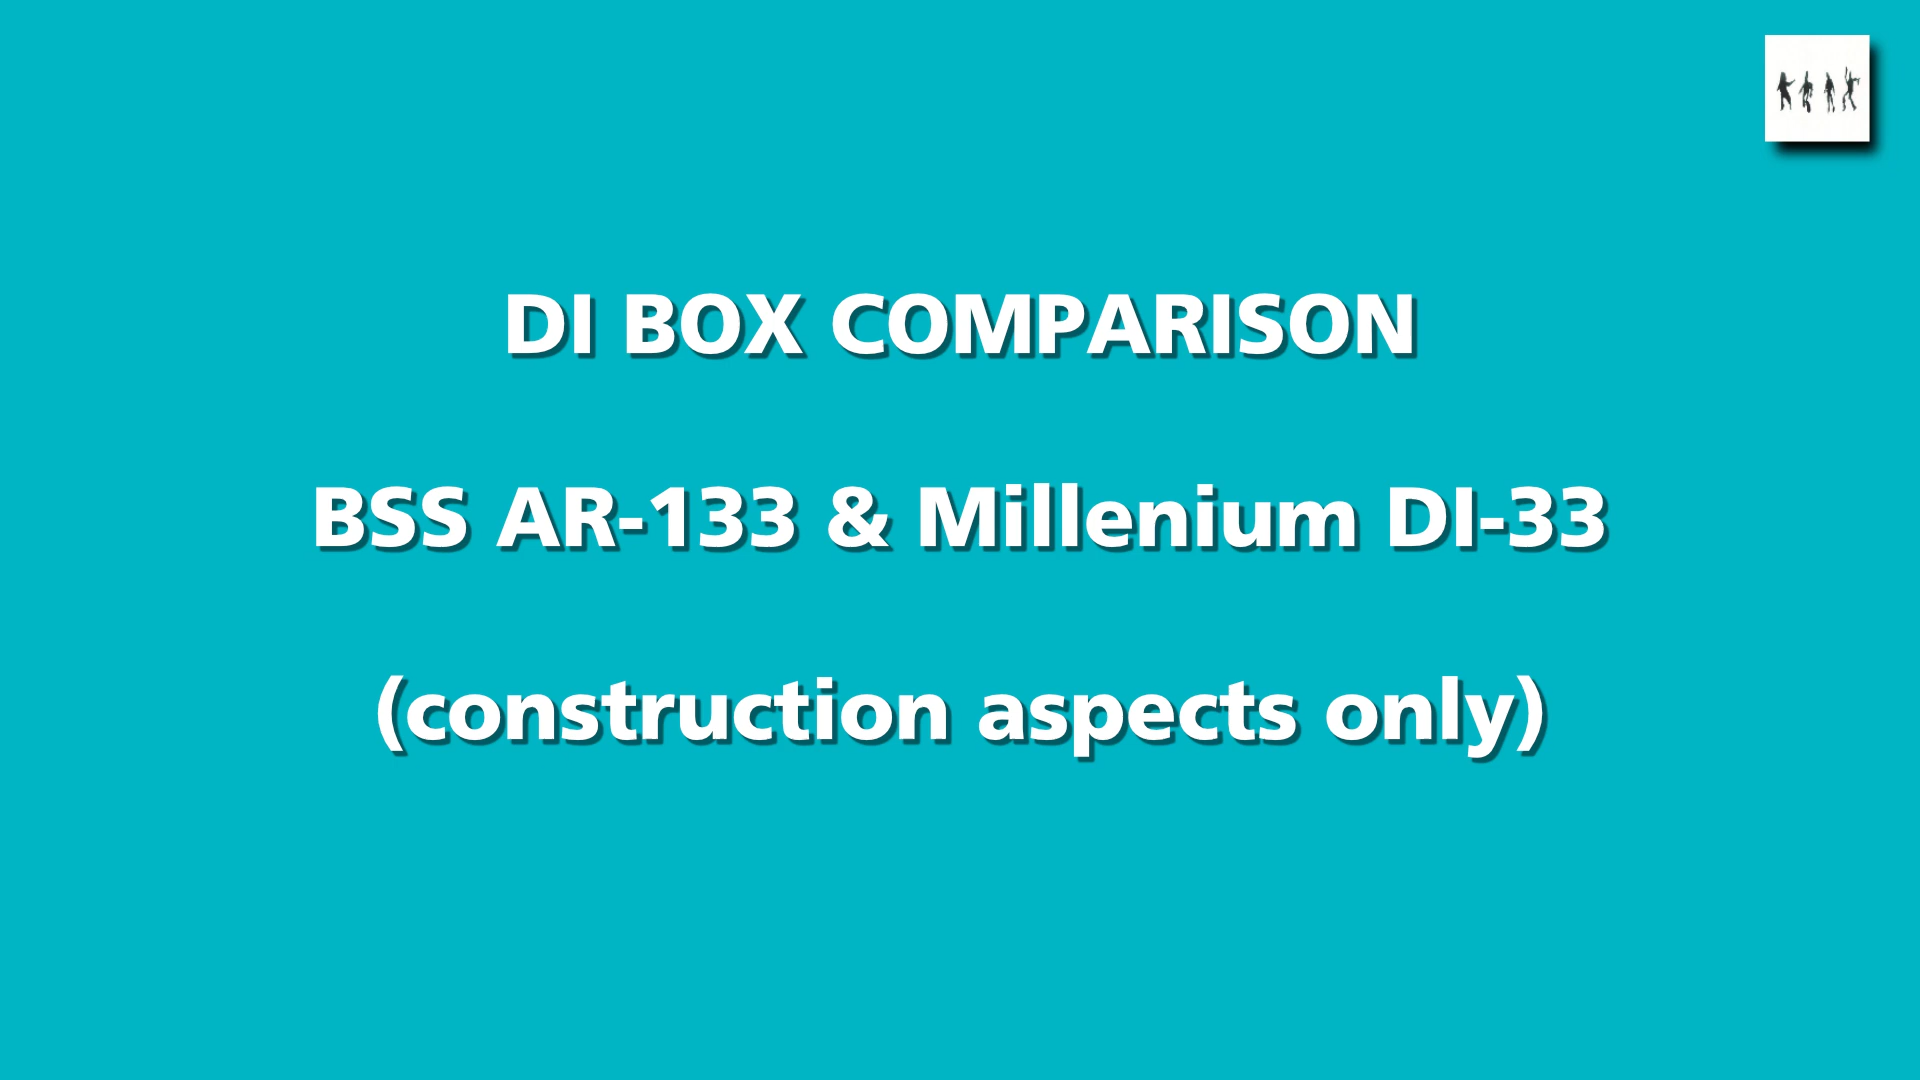 DI BOX COMPARISON
BSS AR-133 & Millenium DI-33
(construction aspects only)